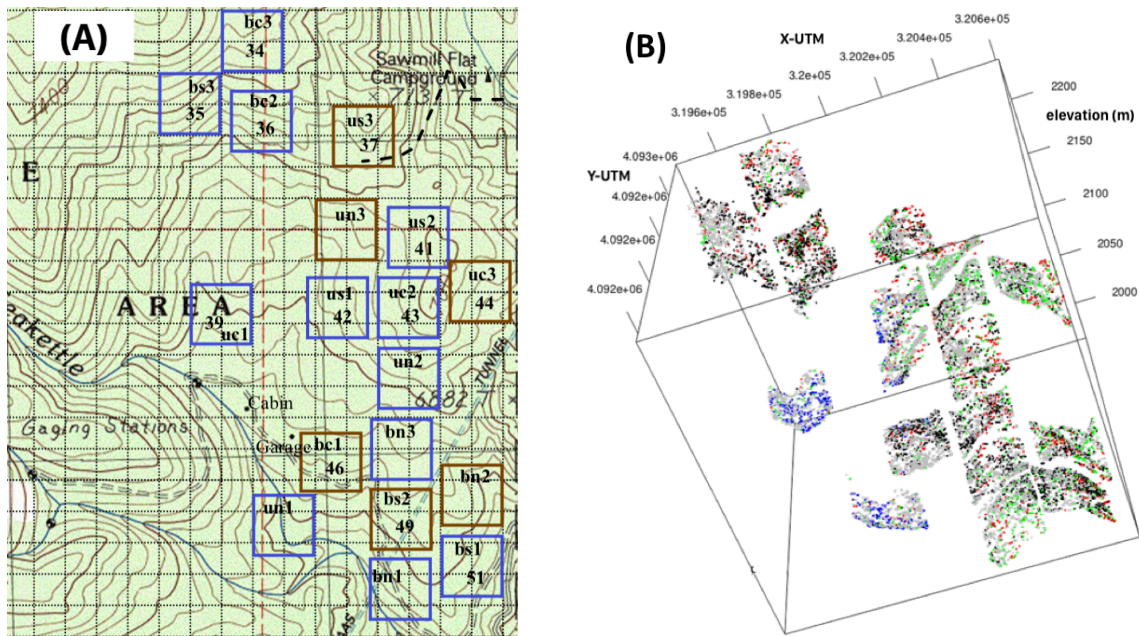 (A)
bc3
34
bs3
35
bc2
36
us3
37
Sawmill Flat
Campground
E
un3
us2
41
uc3
44
us1
42
uc2
43
AREA
39
uc1
un2
6882
TUNNEL
eakettle
Cabin
Gaging Stations
Garage
bc1
46
bn3
bn2
bs2
49
un1
bs1
51
bn1
(B)
X-UTM
3.196e+05
3.198e+05
3.2e+05
3.202e+05
3.204e+05
3.206e+05
Y-UTM
4.093e+06
4.092e+06
4.092e+06
4.092e+06
elevation (m)
2200
2150
2100
2050
2000